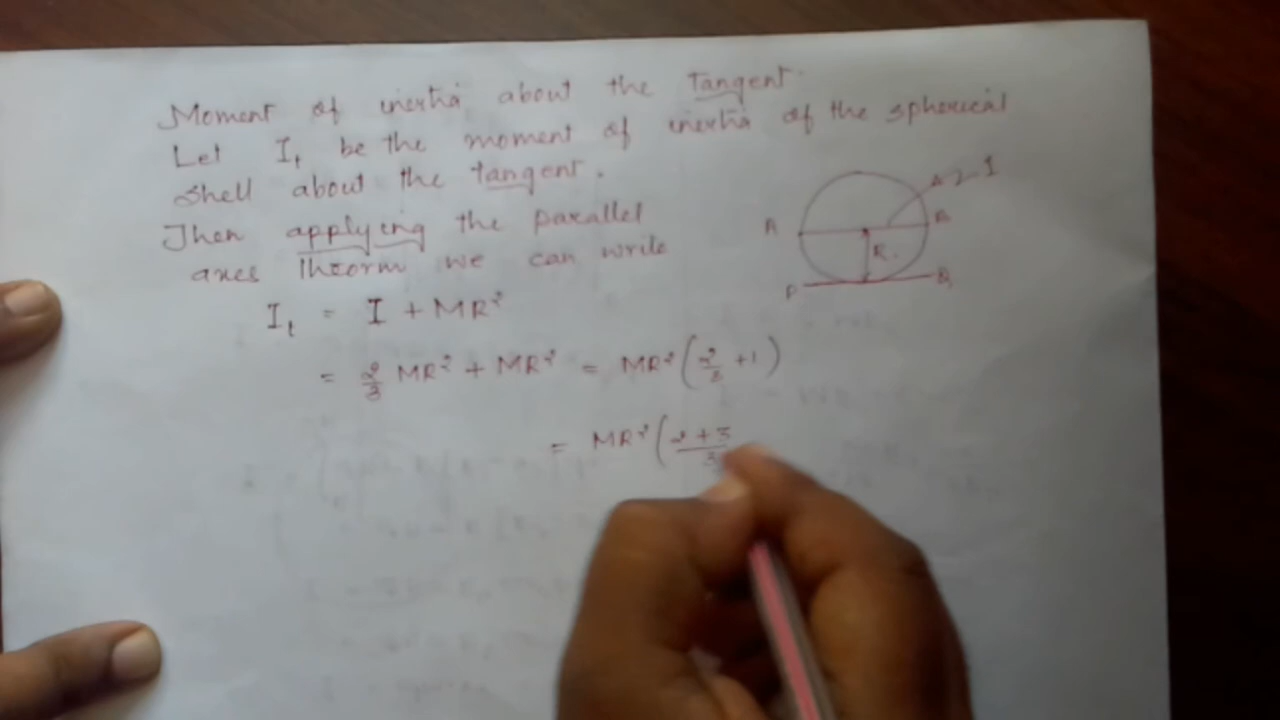 Moment of inertia about the Tangent.
Let I_t be the moment of inertia of the spherical
shell about the tangent.
Then applying the parallel
axes Theorm we can write
I_t = I + MR²
= 2/3 MR² + MR² = MR² (2/3 + 1)
= MR² (2+3/3
I
A
B
R.
P